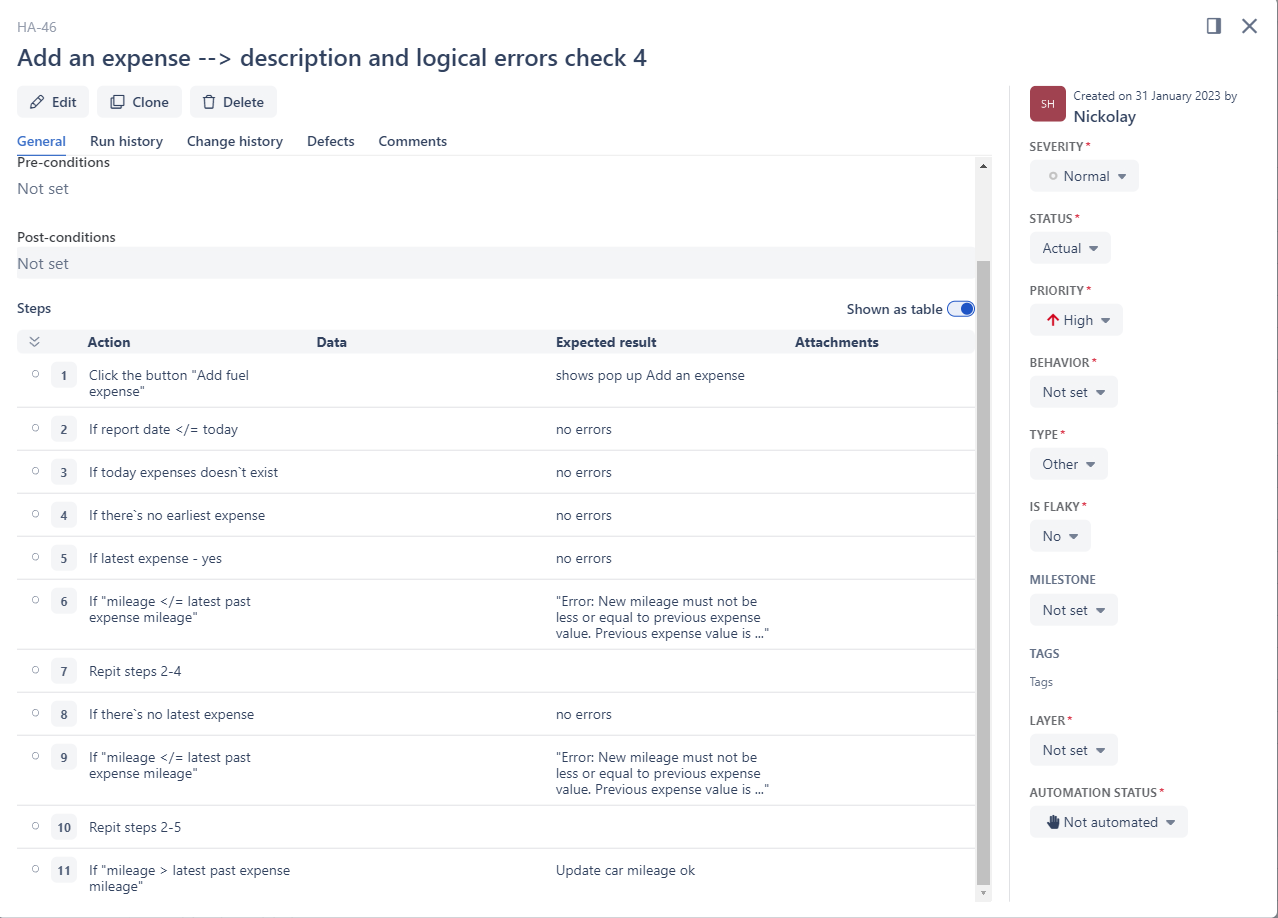 HA-46
Add an expense --> description and logical errors check 4
Edit
Clone
Delete
General
Run history
Change history
Defects
Comments
Pre-conditions
Not set
Post-conditions
Not set
Steps
Shown as table
Action
Data
Expected result
Attachments
1
Click the button "Add fuel
expense"
shows pop up Add an expense
2
If report date </= today
no errors
3
If today expenses doesn`t exist
no errors
4
If there`s no earliest expense
no errors
5
If latest expense - yes
no errors
6
If "mileage </= latest past
expense mileage"
"Error: New mileage must not be
less or equal to previous expense
value. Previous expense value is ..."
7
Repit steps 2-4
8
If there`s no latest expense
no errors
9
If "mileage </= latest past
expense mileage"
"Error: New mileage must not be
less or equal to previous expense
value. Previous expense value is ..."
10
Repit steps 2-5
11
If "mileage > latest past expense
mileage"
Update car mileage ok
SH
Created on 31 January 2023 by
Nickolay
SEVERITY*
Normal
STATUS*
Actual
PRIORITY*
High
BEHAVIOR*
Not set
TYPE*
Other
IS FLAKY*
No
MILESTONE
Not set
TAGS
Tags
LAYER*
Not set
AUTOMATION STATUS*
Not automated